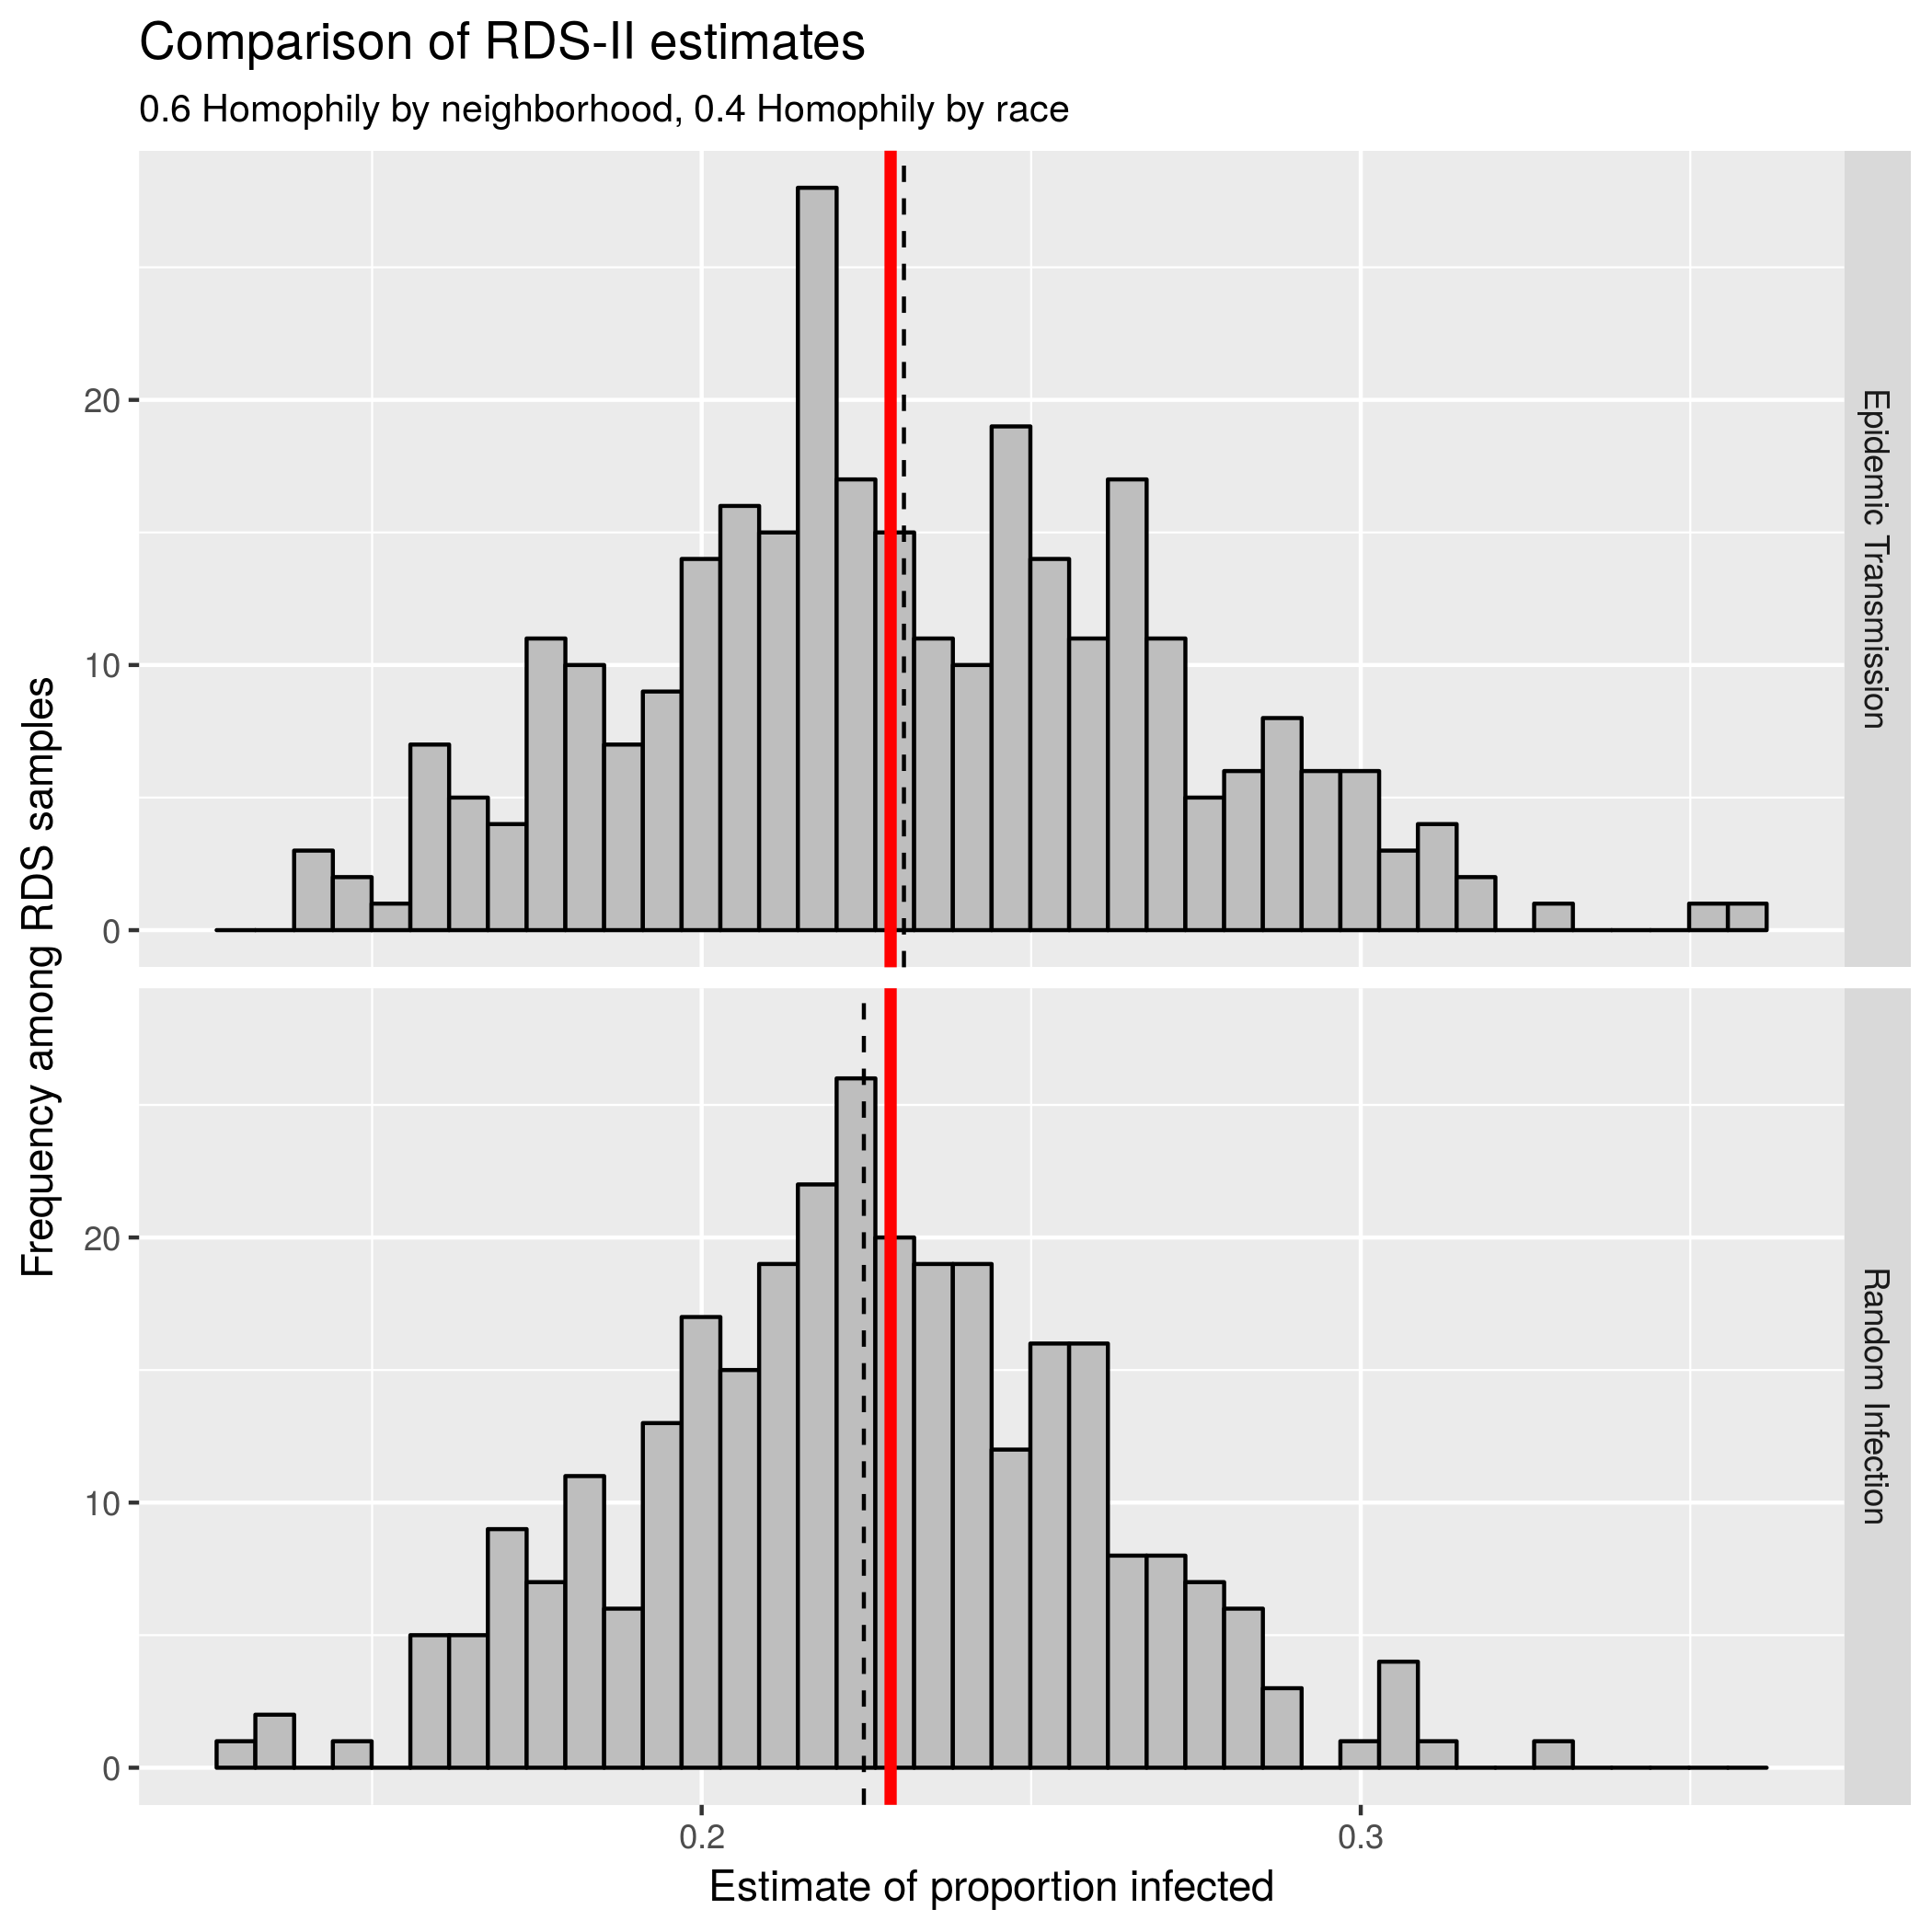 Comparison of RDS-II estimates
0.6 Homophily by neighborhood, 0.4 Homophily by race
Frequency among RDS samples
20
10
0
Epidemic Transmission
20
10
0
Random Infection
0.2
0.3
Estimate of proportion infected